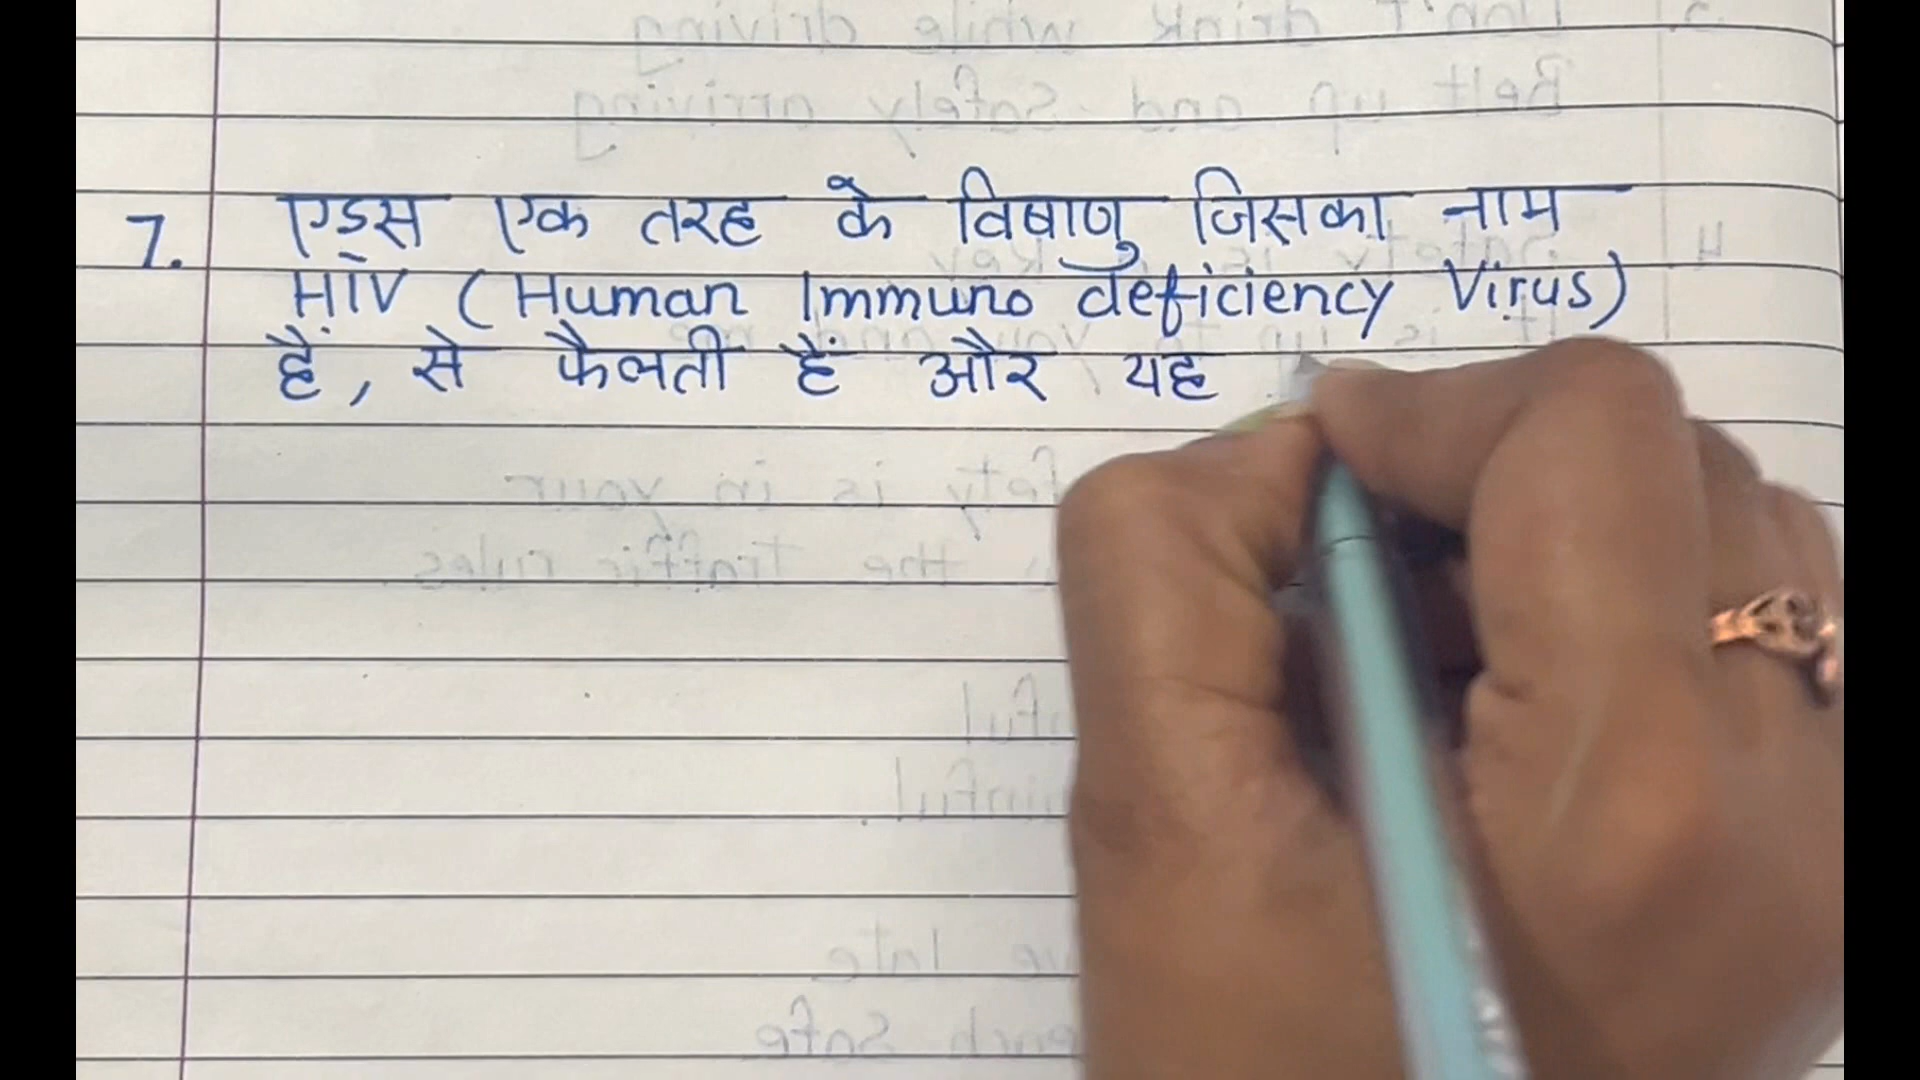 7. एड्स एक तरह के विषाणु जिसका नाम
HIV (Human Immuno deficiency Virus)
हैं, से फैलती हैं और यह